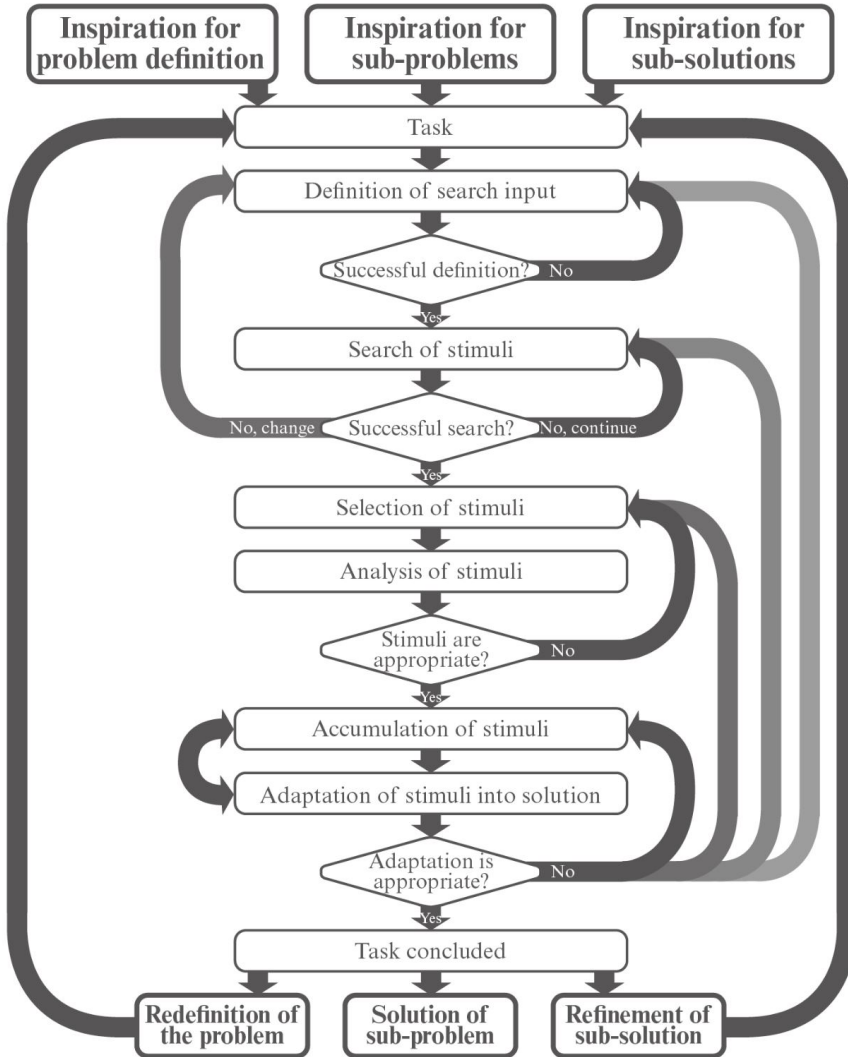 Inspiration for
problem definition
Inspiration for
sub-problems
Inspiration for
sub-solutions
Task
Definition of search input
Successful definition?
No
Yes
Search of stimuli
No, change
Successful search?
No, continue
Yes
Selection of stimuli
Analysis of stimuli
Stimuli are
appropriate?
No
Yes
Accumulation of stimuli
Adaptation of stimuli into solution
Adaptation is
appropriate?
No
Yes
Task concluded
Redefinition of
the problem
Solution of
sub-problem
Refinement of
sub-solution